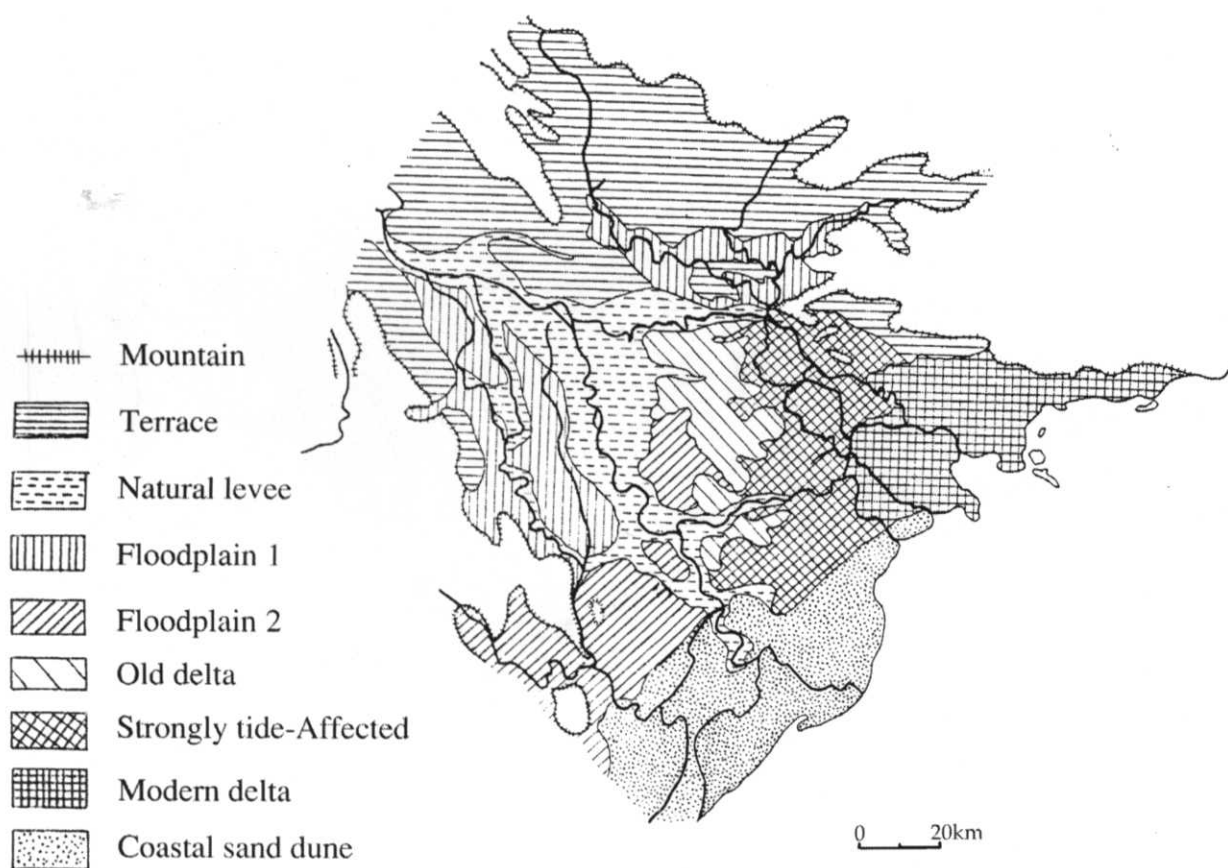 Mountain
Terrace
Natural levee
Floodplain 1
Floodplain 2
Old delta
Strongly tide-Affected
Modern delta
Coastal sand dune
0 20km